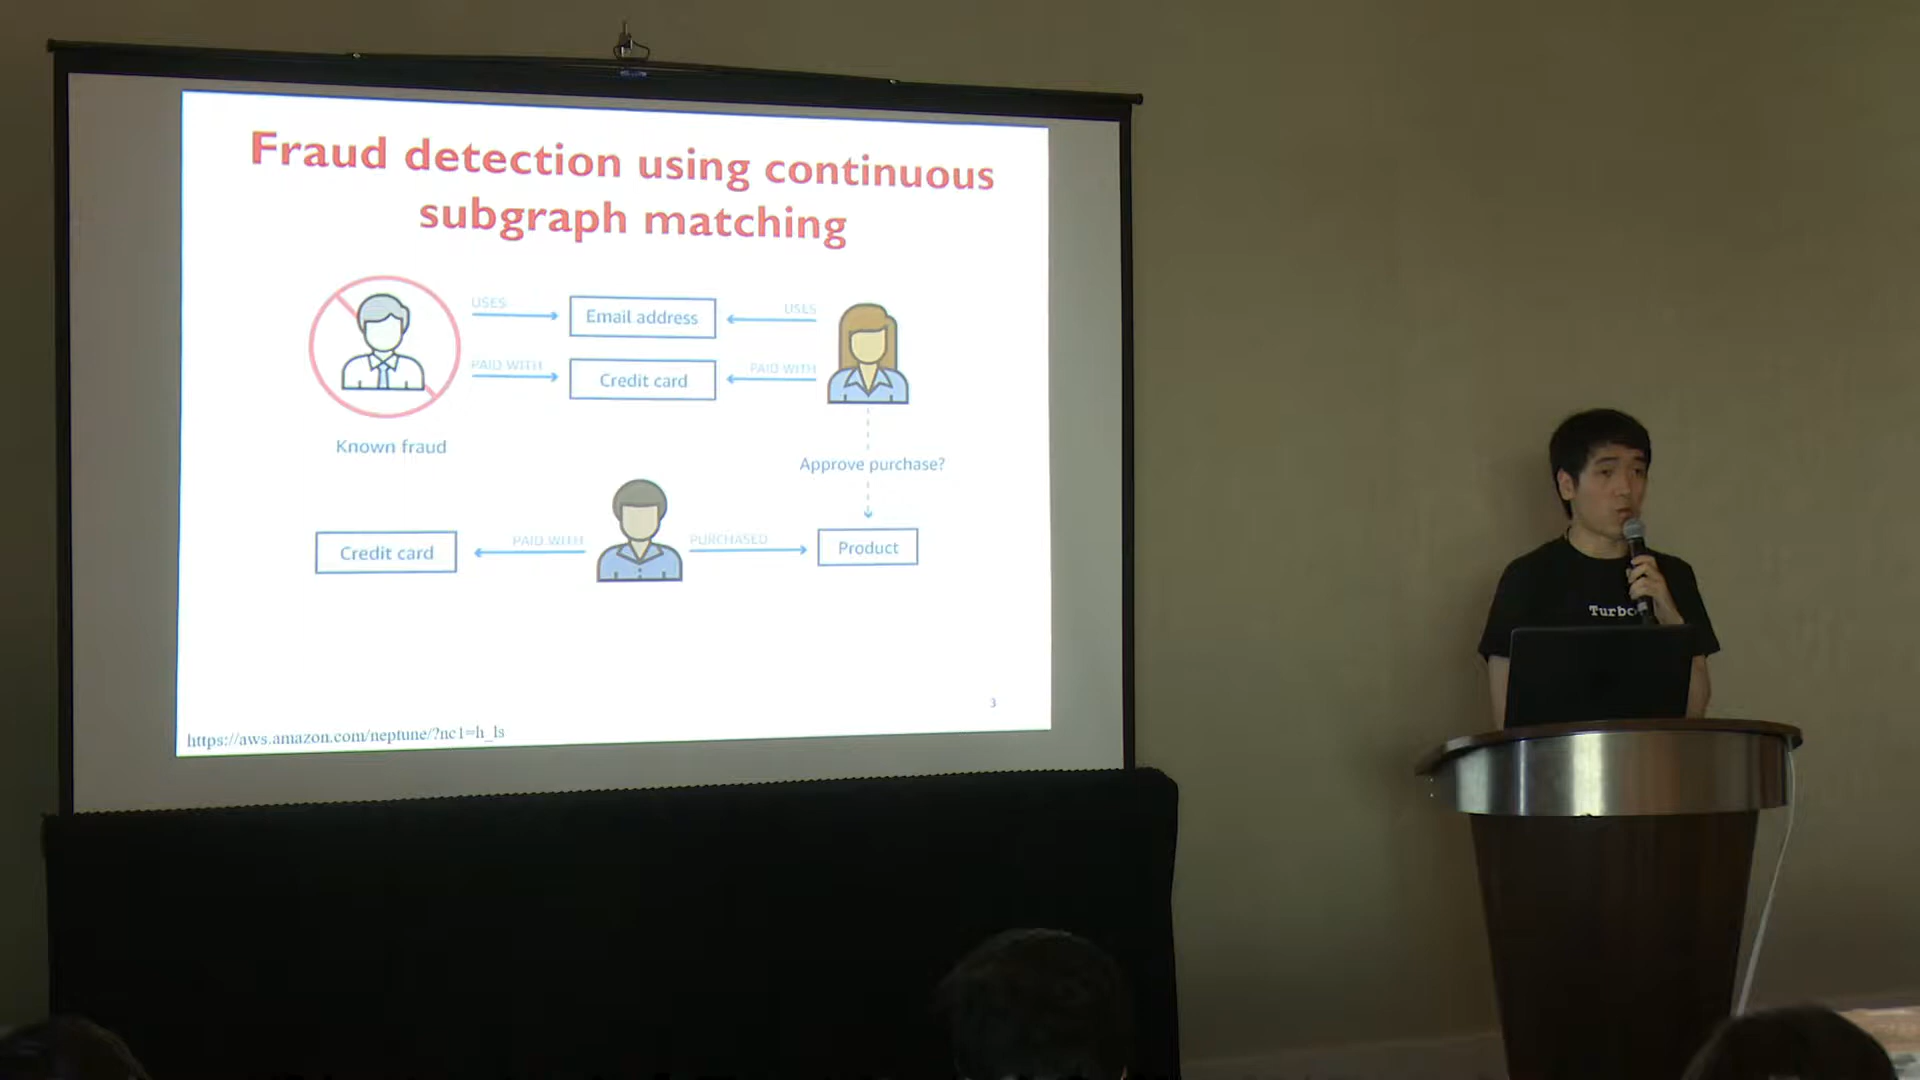 Fraud detection using continuous
subgraph matching
USES
Email address
USES
PAID WITH
Credit card
PAID WITH
Known fraud
Approve purchase?
Credit card
PAID WITH
PURCHASED
Product
3
https://aws.amazon.com/neptune/?nc1=h_ls